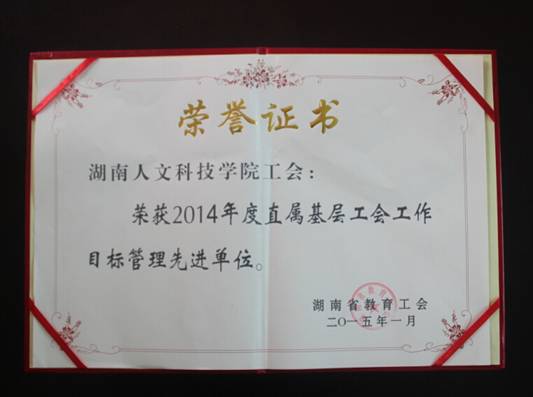 荣誉证书
湖南人文科技学院工会：
荣获2014年度直属基层工会工作
目标管理先进单位。
湖南省教育工会
二〇一五年一月